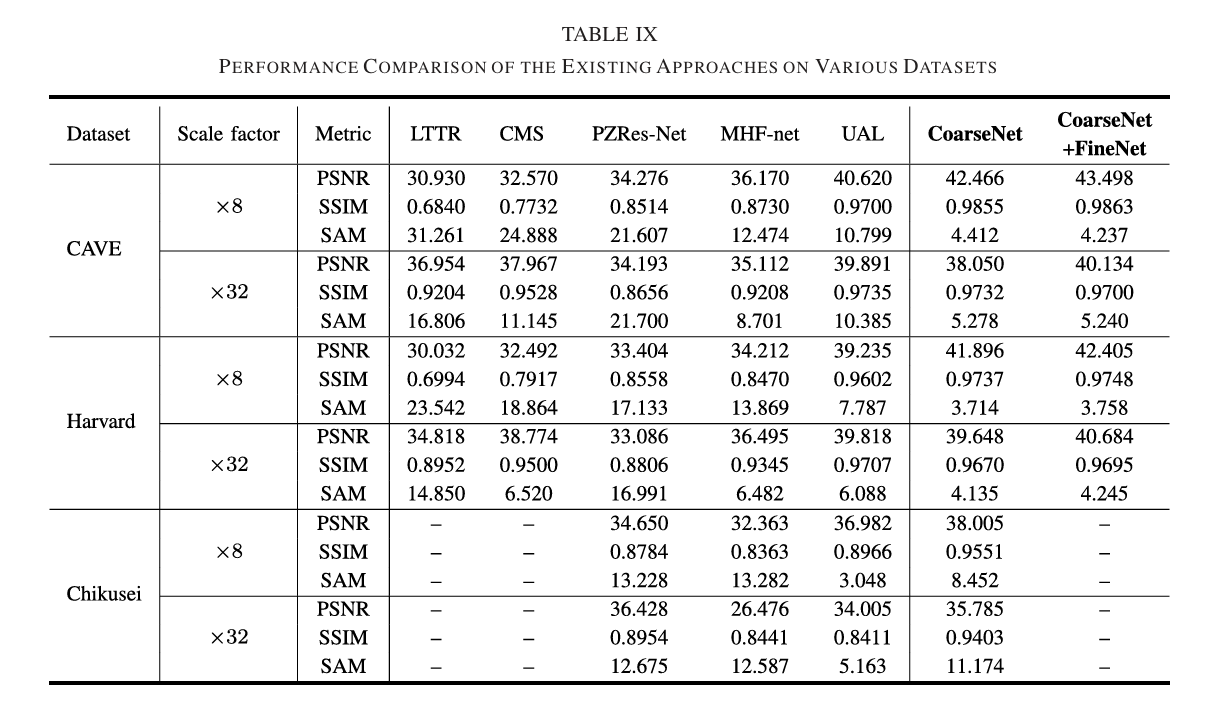 TABLE IX
PERFORMANCE COMPARISON OF THE EXISTING APPROACHES ON VARIOUS DATASETS
Dataset Scale factor Metric LTTR CMS PZRes-Net MHF-net UAL CoarseNet CoarseNet +FineNet
CAVE ×8 PSNR 30.930 32.570 34.276 36.170 40.620 42.466 43.498
SSIM 0.6840 0.7732 0.8514 0.8730 0.9700 0.9855 0.9863
SAM 31.261 24.888 21.607 12.474 10.799 4.412 4.237
×32 PSNR 36.954 37.967 34.193 35.112 39.891 38.050 40.134
SSIM 0.9204 0.9528 0.8656 0.9208 0.9735 0.9732 0.9700
SAM 16.806 11.145 21.700 8.701 10.385 5.278 5.240
Harvard ×8 PSNR 30.032 32.492 33.404 34.212 39.235 41.896 42.405
SSIM 0.6994 0.7917 0.8558 0.8470 0.9602 0.9737 0.9748
SAM 23.542 18.864 17.133 13.869 7.787 3.714 3.758
×32 PSNR 34.818 38.774 33.086 36.495 39.818 39.648 40.684
SSIM 0.8952 0.9500 0.8806 0.9345 0.9707 0.9670 0.9695
SAM 14.850 6.520 16.991 6.482 6.088 4.135 4.245
Chikusei ×8 PSNR – – 34.650 32.363 36.982 38.005 –
SSIM – – 0.8784 0.8363 0.8966 0.9551 –
SAM – – 13.228 13.282 3.048 8.452 –
×32 PSNR – – 36.428 26.476 34.005 35.785 –
SSIM – – 0.8954 0.8441 0.8411 0.9403 –
SAM – – 12.675 12.587 5.163 11.174 –